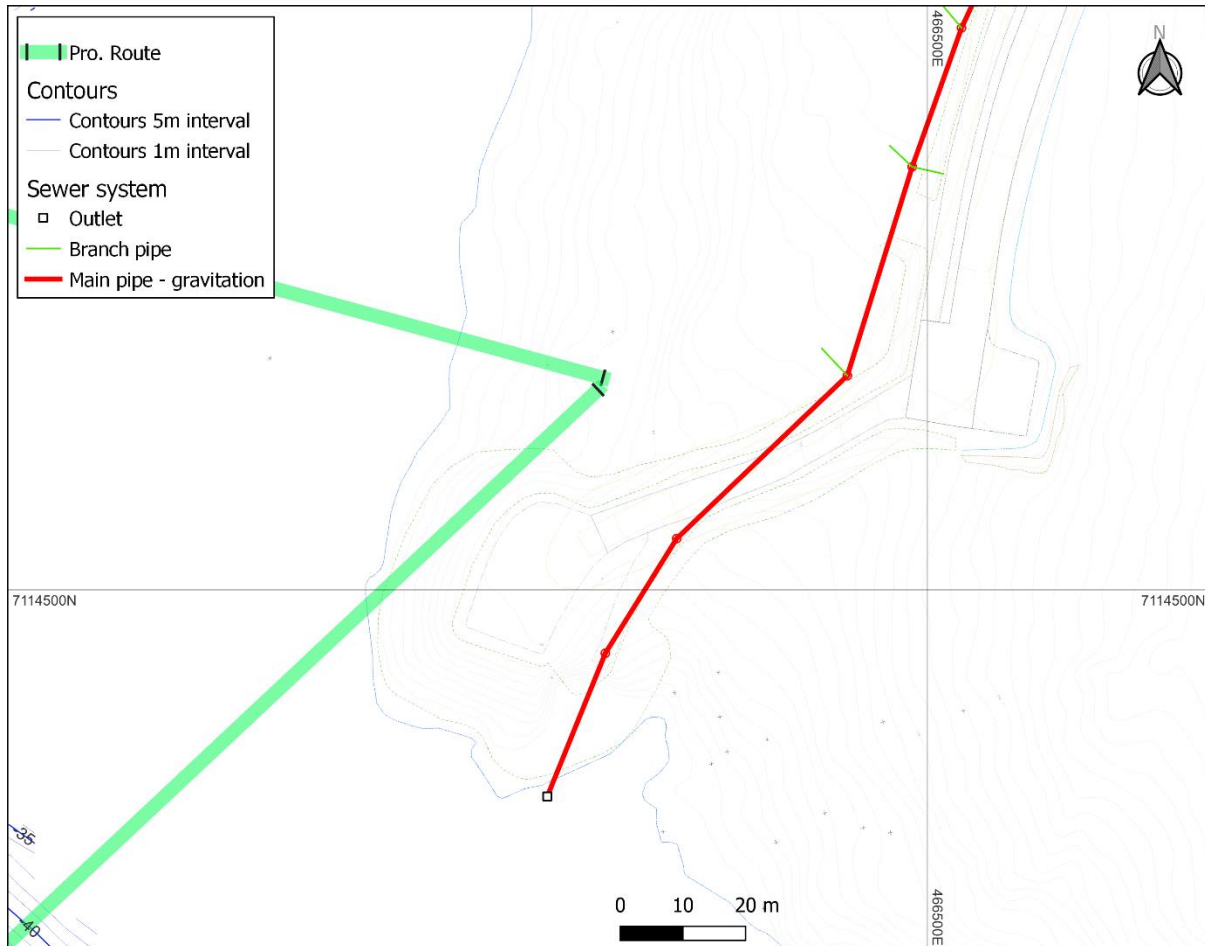 Pro. Route
Contours
Contours 5m interval
Contours 1m interval
Sewer system
Outlet
Branch pipe
Main pipe - gravitation
466500E
N
7114500N
7114500N
-35
-40
466500E
0 10 20 m